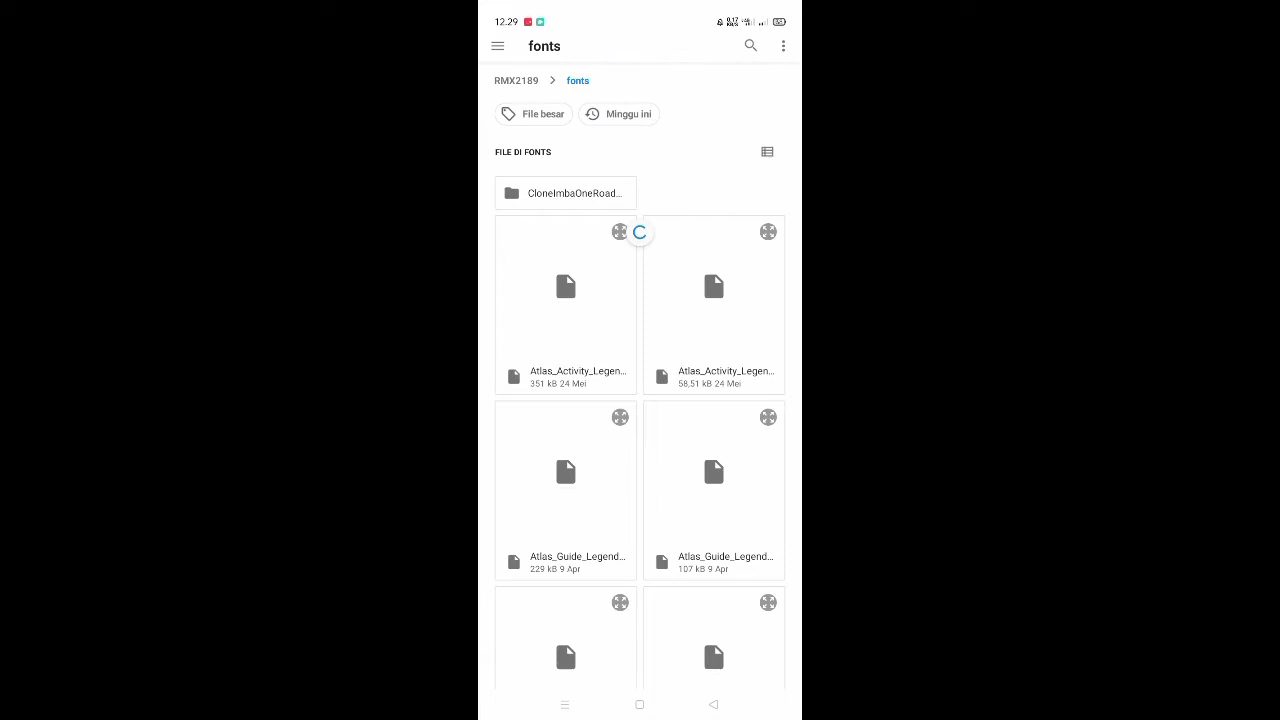 12.29
fonts
RMX2189 fonts
File besar Minggu ini
FILE DI FONTS
CloneImbaOneRoad...
Atlas_Activity_Legen... Atlas_Activity_Legen...
351 kB 24 Mei 58,51 kB 24 Mei
Atlas_Guide_Legend... Atlas_Guide_Legend...
229 kB 9 Apr 107 kB 9 Apr